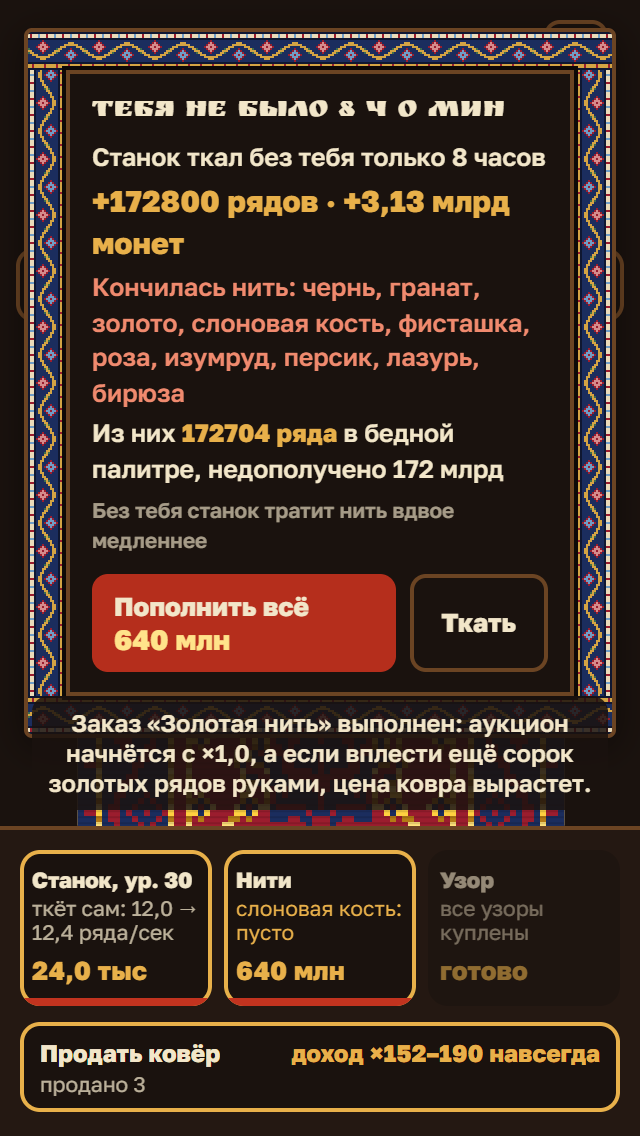 ТЕБЯ НЕ БЫЛО 8 Ч 0 МИН
Станок ткал без тебя только 8 часов
+172800 рядов · +3,13 млрд
монет
Кончилась нить: чернь, гранат,
золото, слоновая кость, фисташка,
роза, изумруд, персик, лазурь,
бирюза
Из них 172704 ряда в бедной
палитре, недополучено 172 млрд
Без тебя станок тратит нить вдвое
медленнее
Пополнить всё
640 млн
Ткать
Заказ «Золотая нить» выполнен: аукцион
начнётся с ×1,0, а если вплести ещё сорок
золотых рядов руками, цена ковра вырастет.
Станок, ур. 30
ткёт сам: 12,0 →
12,4 ряда/сек
24,0 тыс
Нити
слоновая кость:
пусто
640 млн
Узор
все узоры
куплены
готово
Продать ковёр
доход ×152–190 навсегда
продано 3